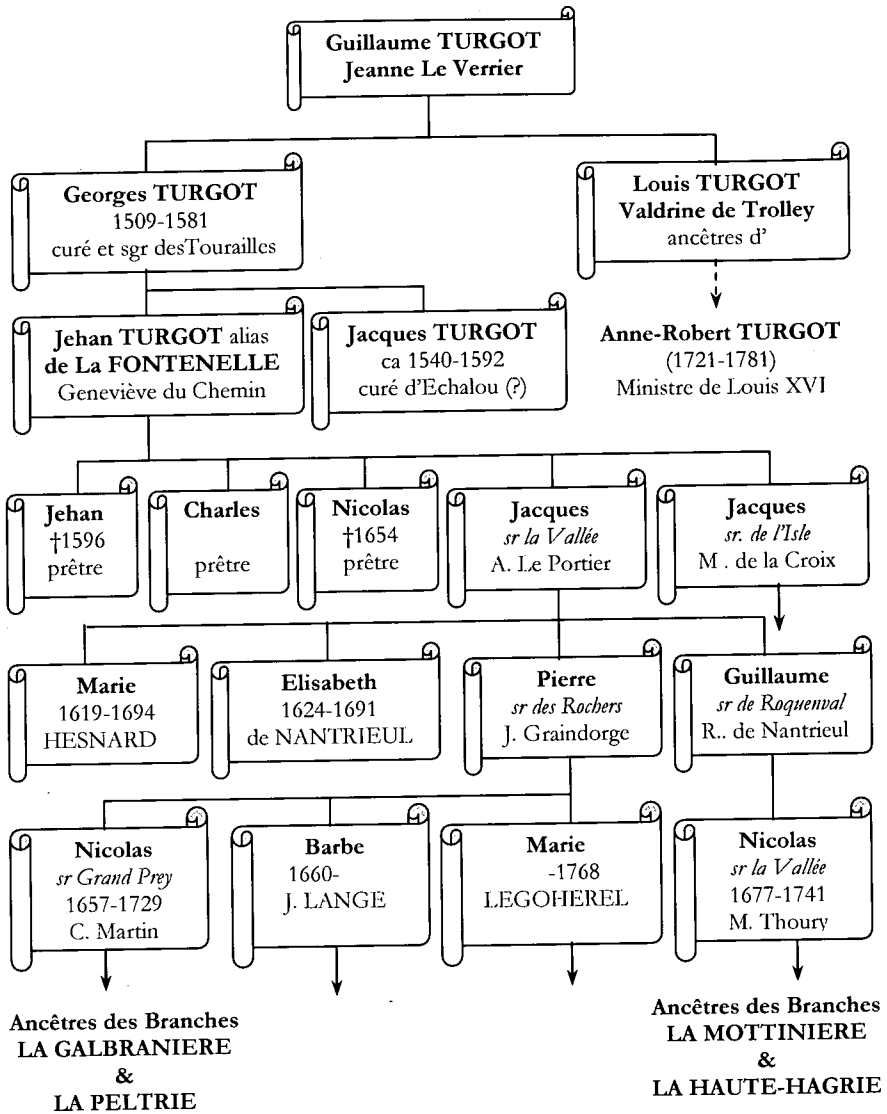 Guillaume TURGOT
Jeanne Le Verrier
Georges TURGOT
1509-1581
curé et sgr desTourailles
Louis TURGOT
Valdrine de Trolley
ancêtres d'
Jehan TURGOT alias
de La FONTENELLE
Geneviève du Chemin
Jacques TURGOT
ca 1540-1592
curé d'Echalou (?)
Anne-Robert TURGOT
(1721-1781)
Ministre de Louis XVI
Jehan
†1596
prêtre
Charles
prêtre
Nicolas
†1654
prêtre
Jacques
sr la Vallée
A. Le Portier
Jacques
sr. de l'Isle
M . de la Croix
Marie
1619-1694
HESNARD
Elisabeth
1624-1691
de NANTRIEUL
Pierre
sr des Rochers
J. Graindorge
Guillaume
sr de Roquenval
R.. de Nantrieul
Nicolas
sr Grand Prey
1657-1729
C. Martin
Barbe
1660-
J. LANGE
Marie
-1768
LEGOHEREL
Nicolas
sr la Vallée
1677-1741
M. Thoury
Ancêtres des Branches
LA GALBRANIERE
&
LA PELTRIE
Ancêtres des Branches
LA MOTTINIERE
&
LA HAUTE-HAGRIE